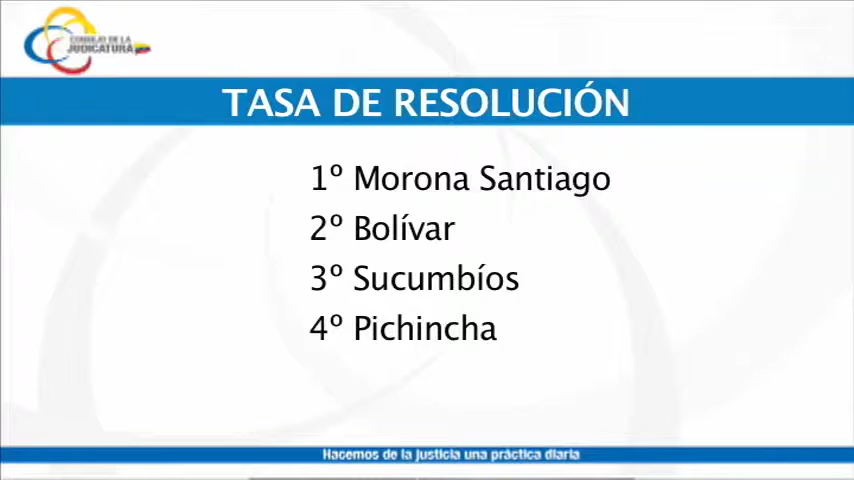 CONSEJO DE LA
JUDICATURA
TASA DE RESOLUCIÓN
1º Morona Santiago
2º Bolívar
3º Sucumbíos
4º Pichincha
Hacemos de la justicia una práctica diaria